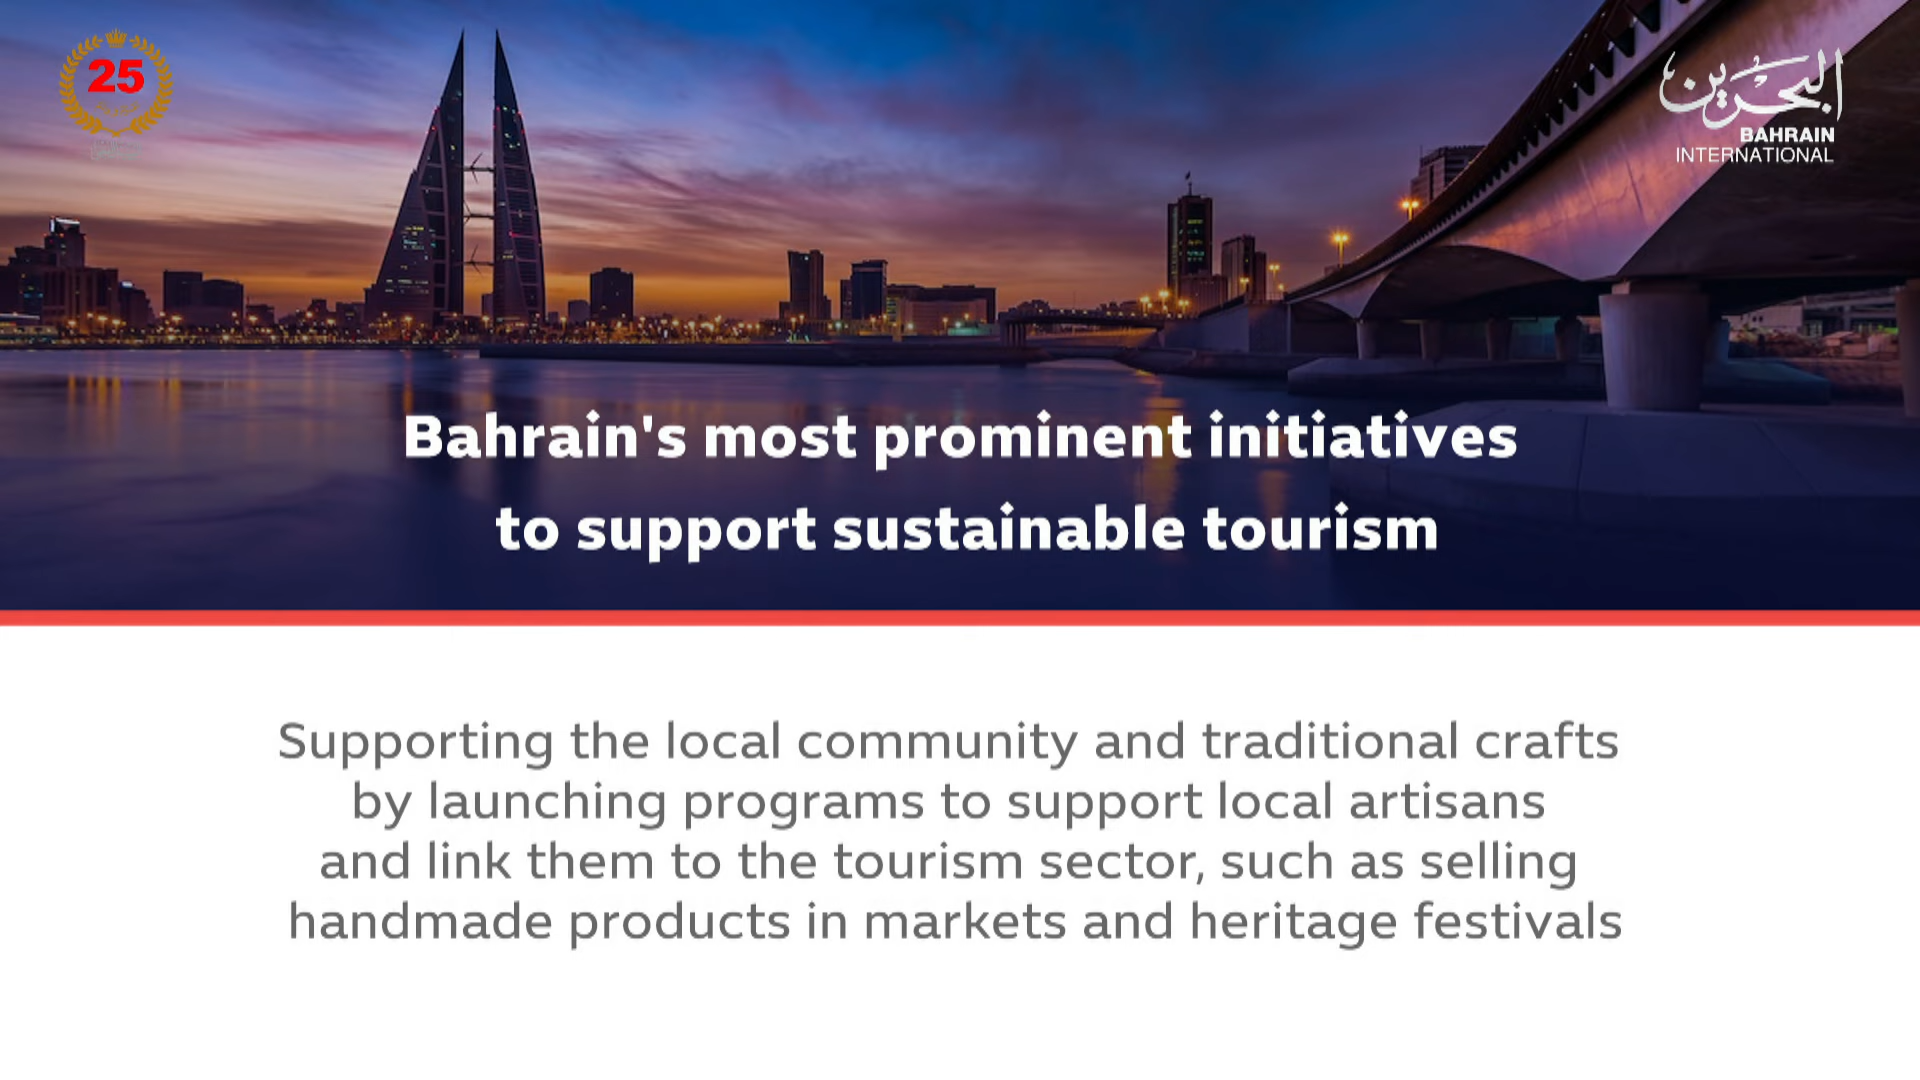 25
البحرين
BAHRAIN
INTERNATIONAL
Bahrain's most prominent initiatives
to support sustainable tourism
Supporting the local community and traditional crafts
by launching programs to support local artisans
and link them to the tourism sector, such as selling
handmade products in markets and heritage festivals